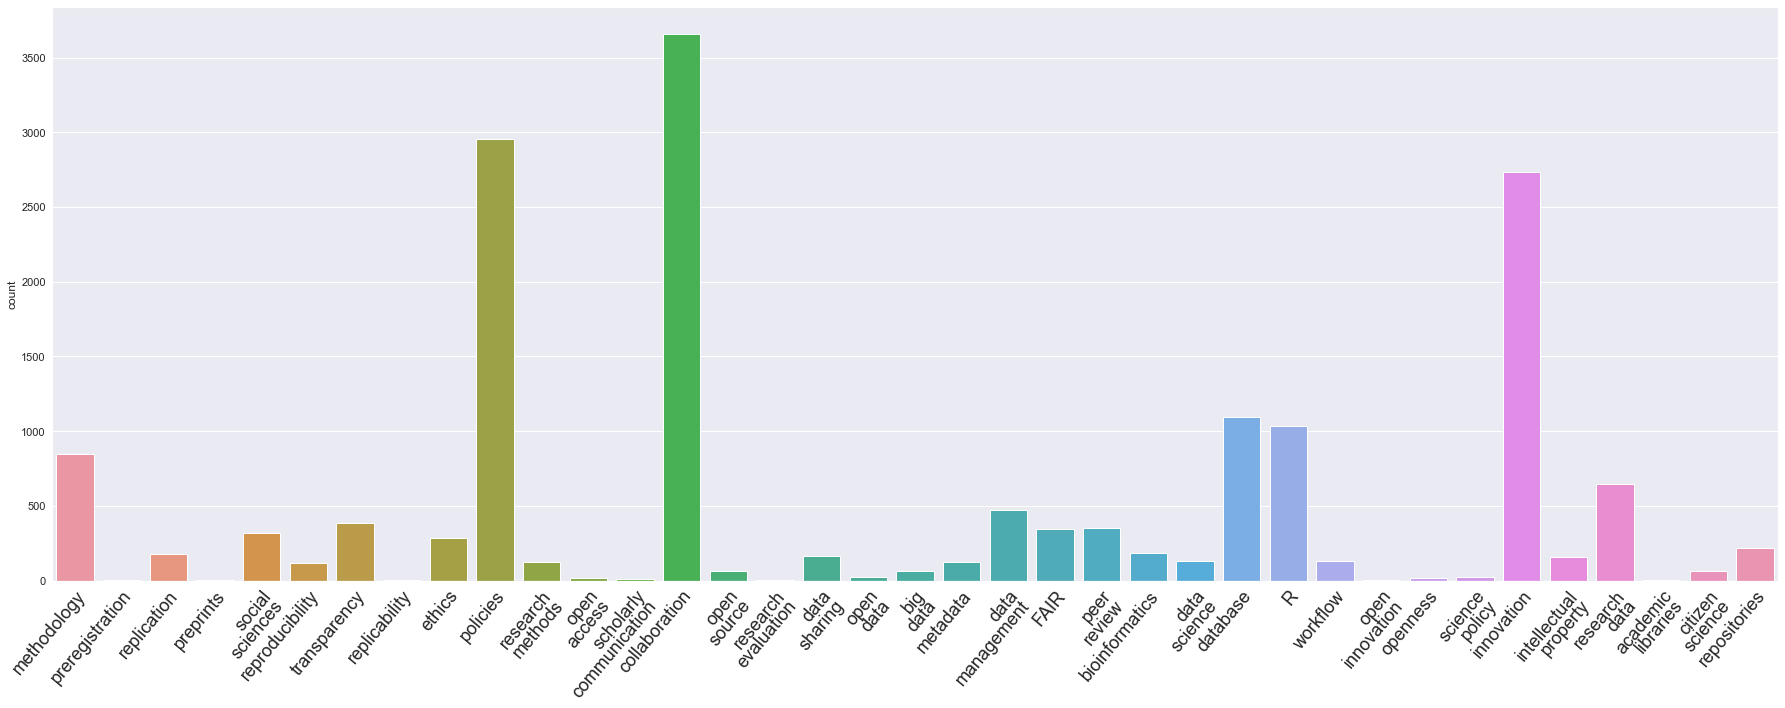 3500
3000
2500
2000
1500
1000
500
0
count
methodology
preregistration
replication
preprints
social
sciences
reproducibility
transparency
replicability
ethics
policies
research
methods
open
access
scholarly
communication
collaboration
open
source
research
evaluation
data
sharing
open
data
big
data
metadata
data
management
FAIR
peer
review
bioinformatics
data
science
database
R
workflow
open
innovation
openness
science
policy
innovation
intellectual
property
research
data
academic
libraries
citizen
science
repositories